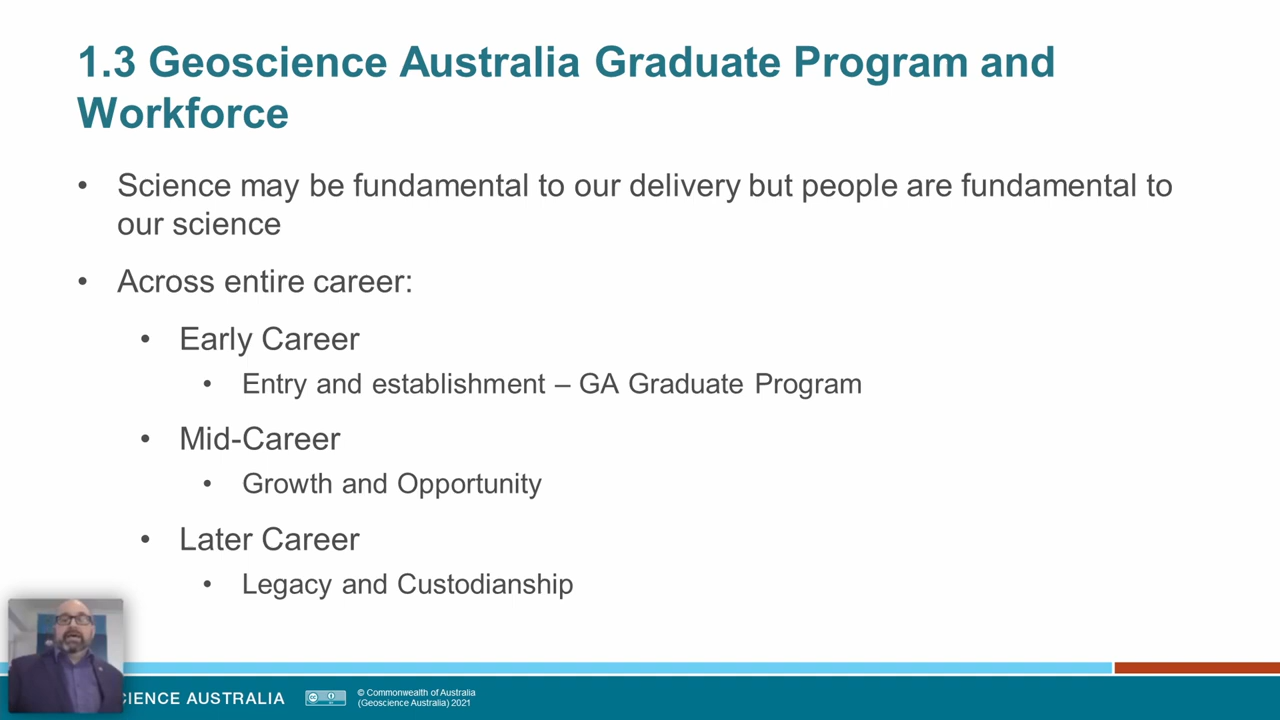 1.3 Geoscience Australia Graduate Program and
Workforce
• Science may be fundamental to our delivery but people are fundamental to
our science
• Across entire career:
• Early Career
• Entry and establishment – GA Graduate Program
• Mid-Career
• Growth and Opportunity
• Later Career
• Legacy and Custodianship
CIENCE AUSTRALIA
© Commonwealth of Australia
(Geoscience Australia) 2021